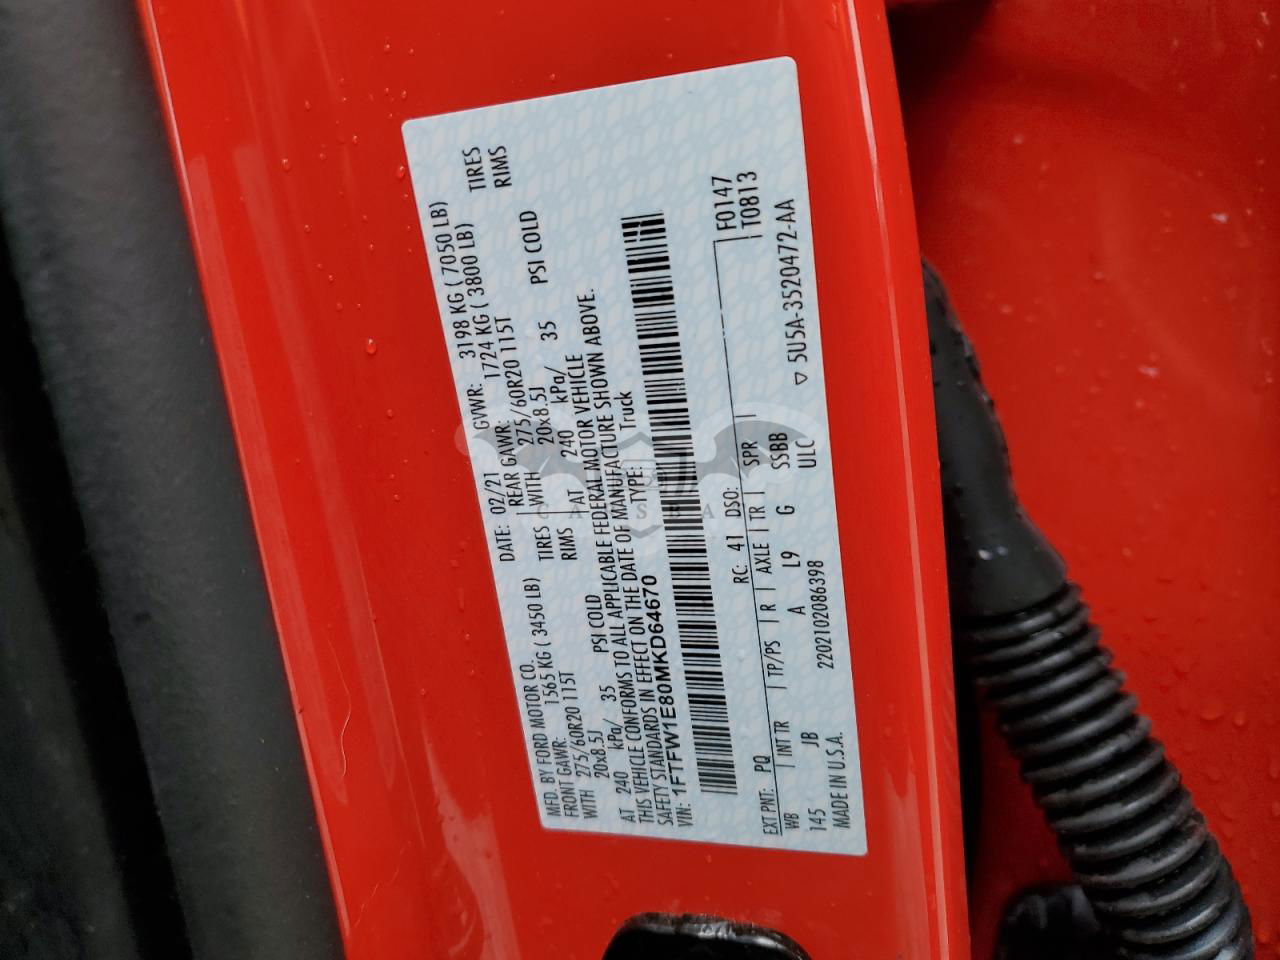 MFD. BY FORD MOTOR CO.
DATE: 02/21 GVWR: 3198 KG ( 7050 LB)
FRONT GAWR: 1565 KG ( 3450 LB) REAR GAWR: 1724 KG ( 3800 LB)
275/60R20 115T TIRES WITH 275/60R20 115T TIRES
WITH 20x8.5J RIMS 20x8.5J RIMS
AT 240 kPa/ 35 PSI COLD AT 240 kPa/ 35 PSI COLD
THIS VEHICLE CONFORMS TO ALL APPLICABLE FEDERAL MOTOR VEHICLE
SAFETY STANDARDS IN EFFECT ON THE DATE OF MANUFACTURE SHOWN ABOVE.
VIN: 1FTFW1E80MKD64670 TYPE: Truck
F0147
EXT PNT: PQ RC: 41 DSO: T0813
WB INT TR TP/PS R AXLE TR SPR
145 JB A L9 G SSBB
MADE IN U.S.A. 2202102086398 ULC ▽ 5U5A-3520472-AA
CASBA